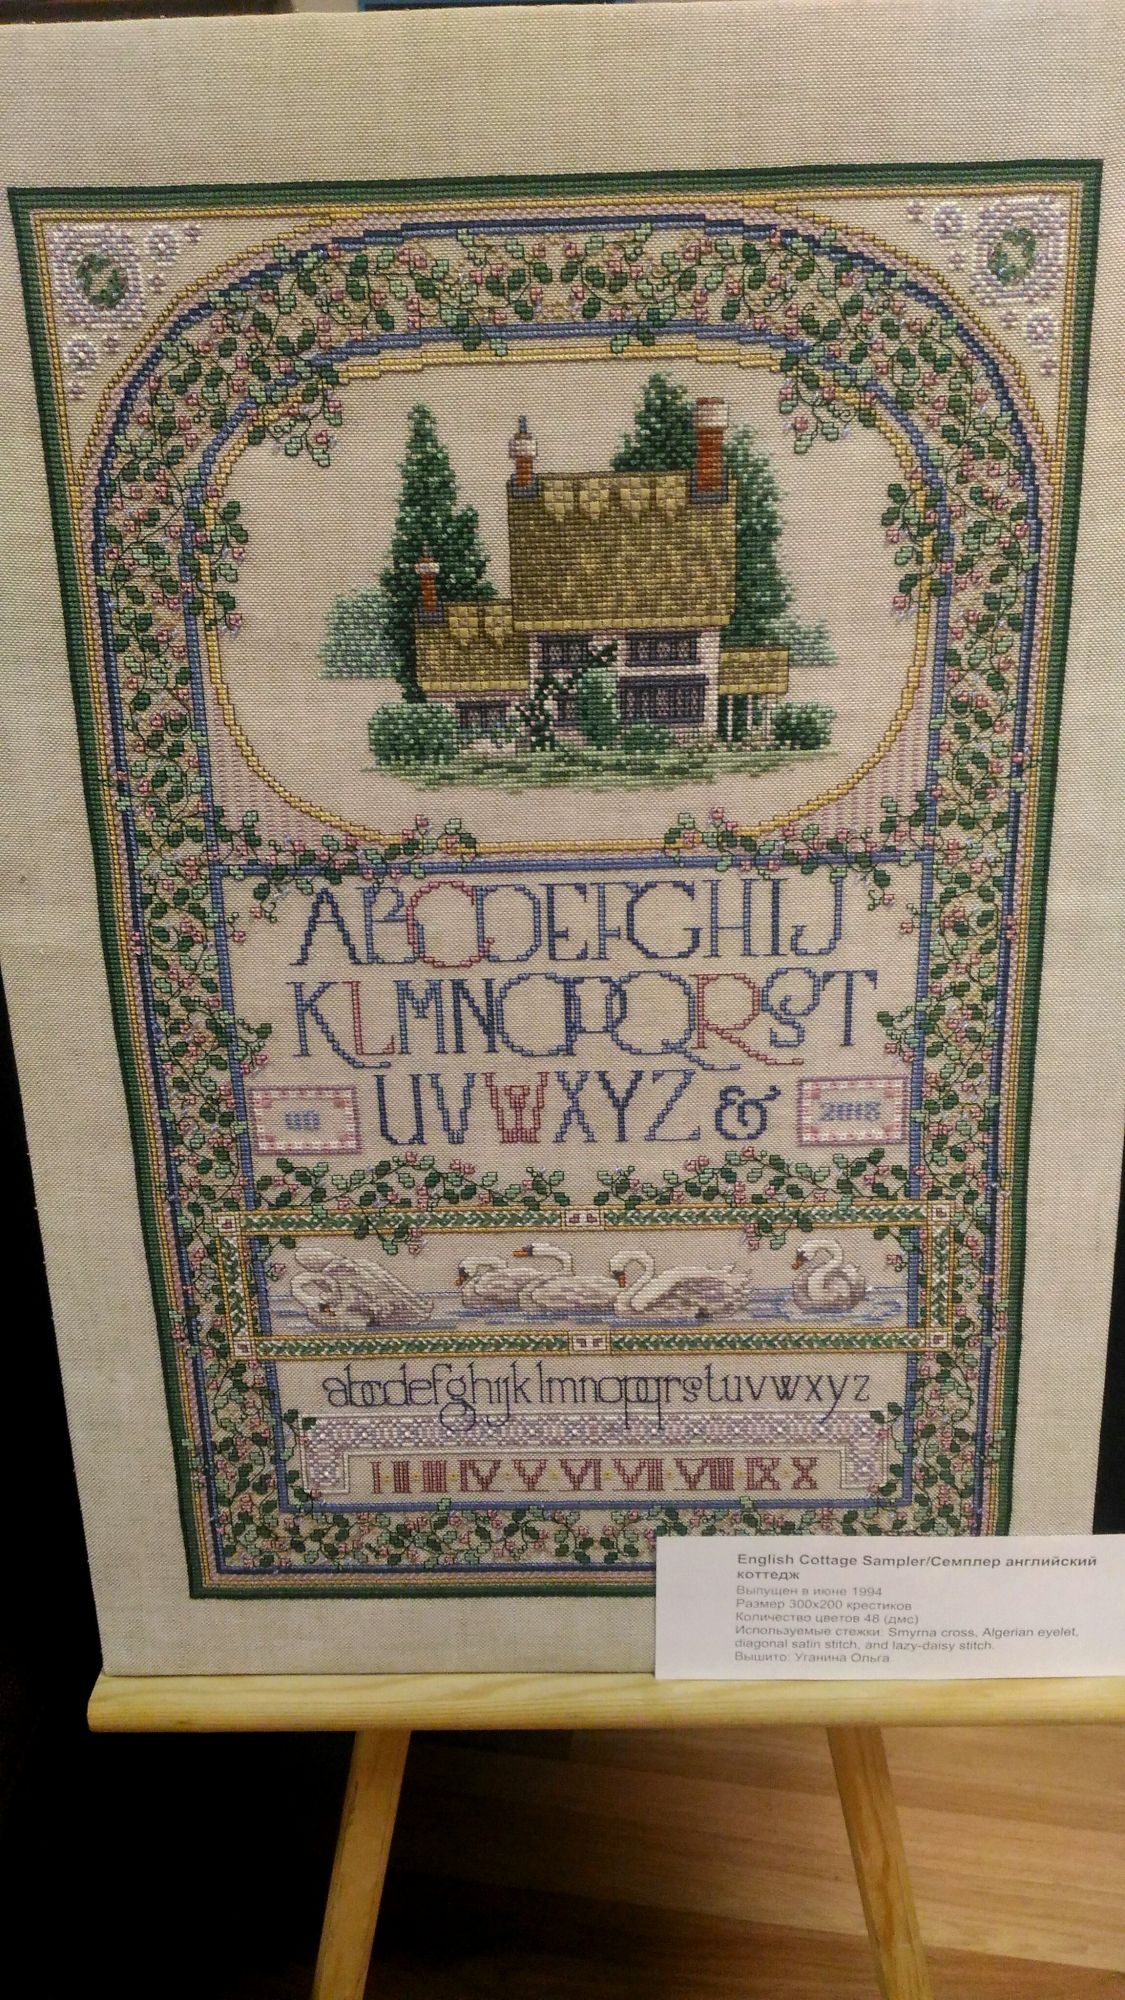 ABCDEFGHIJ
KLMNOPQRST
UVWXYZ&
УО 2018
abcdefghijklmnopqrstuvwxyz
I II III IV V VI VII VIII IX X
English Cottage Sampler/Семплер английский
коттедж
Выпущен в июне 1994
Размер 300х200 крестиков
Количество цветов 48 (дмс)
Используемые стежки: Smyrna cross, Algerian eyelet,
diagonal satin stitch, and lazy-daisy stitch.
Вышито: Уганина Ольга